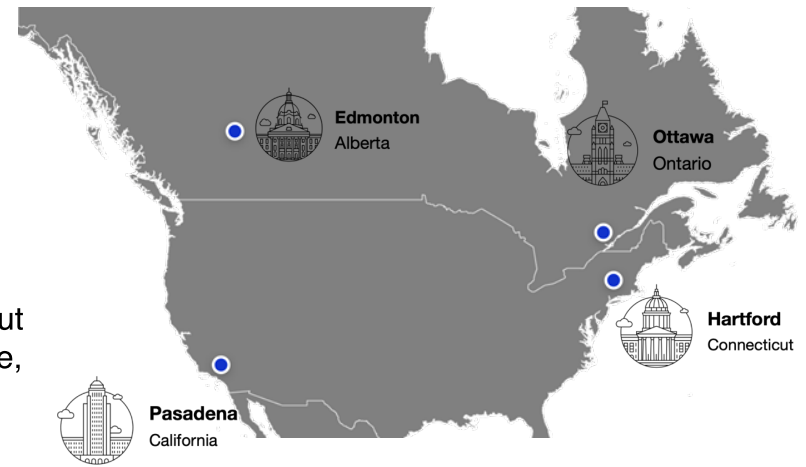 Edmonton
Alberta
Ottawa
Ontario
Hartford
Connecticut
Pasadena
California